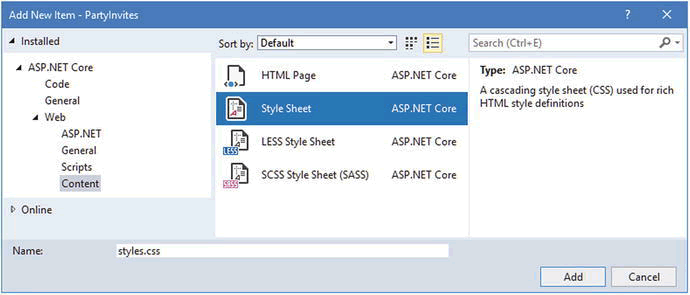 Add New Item - PartyInvites
Installed
Sort by: Default
Search (Ctrl+E)
ASP.NET Core
Code
General
Web
ASP.NET
General
Scripts
Content
Online
HTML Page ASP.NET Core
Style Sheet ASP.NET Core
LESS Style Sheet ASP.NET Core
SCSS Style Sheet (SASS) ASP.NET Core
LESS
SASS
Type: ASP.NET Core
A cascading style sheet (CSS) used for rich
HTML style definitions
Name: styles.css
Add Cancel